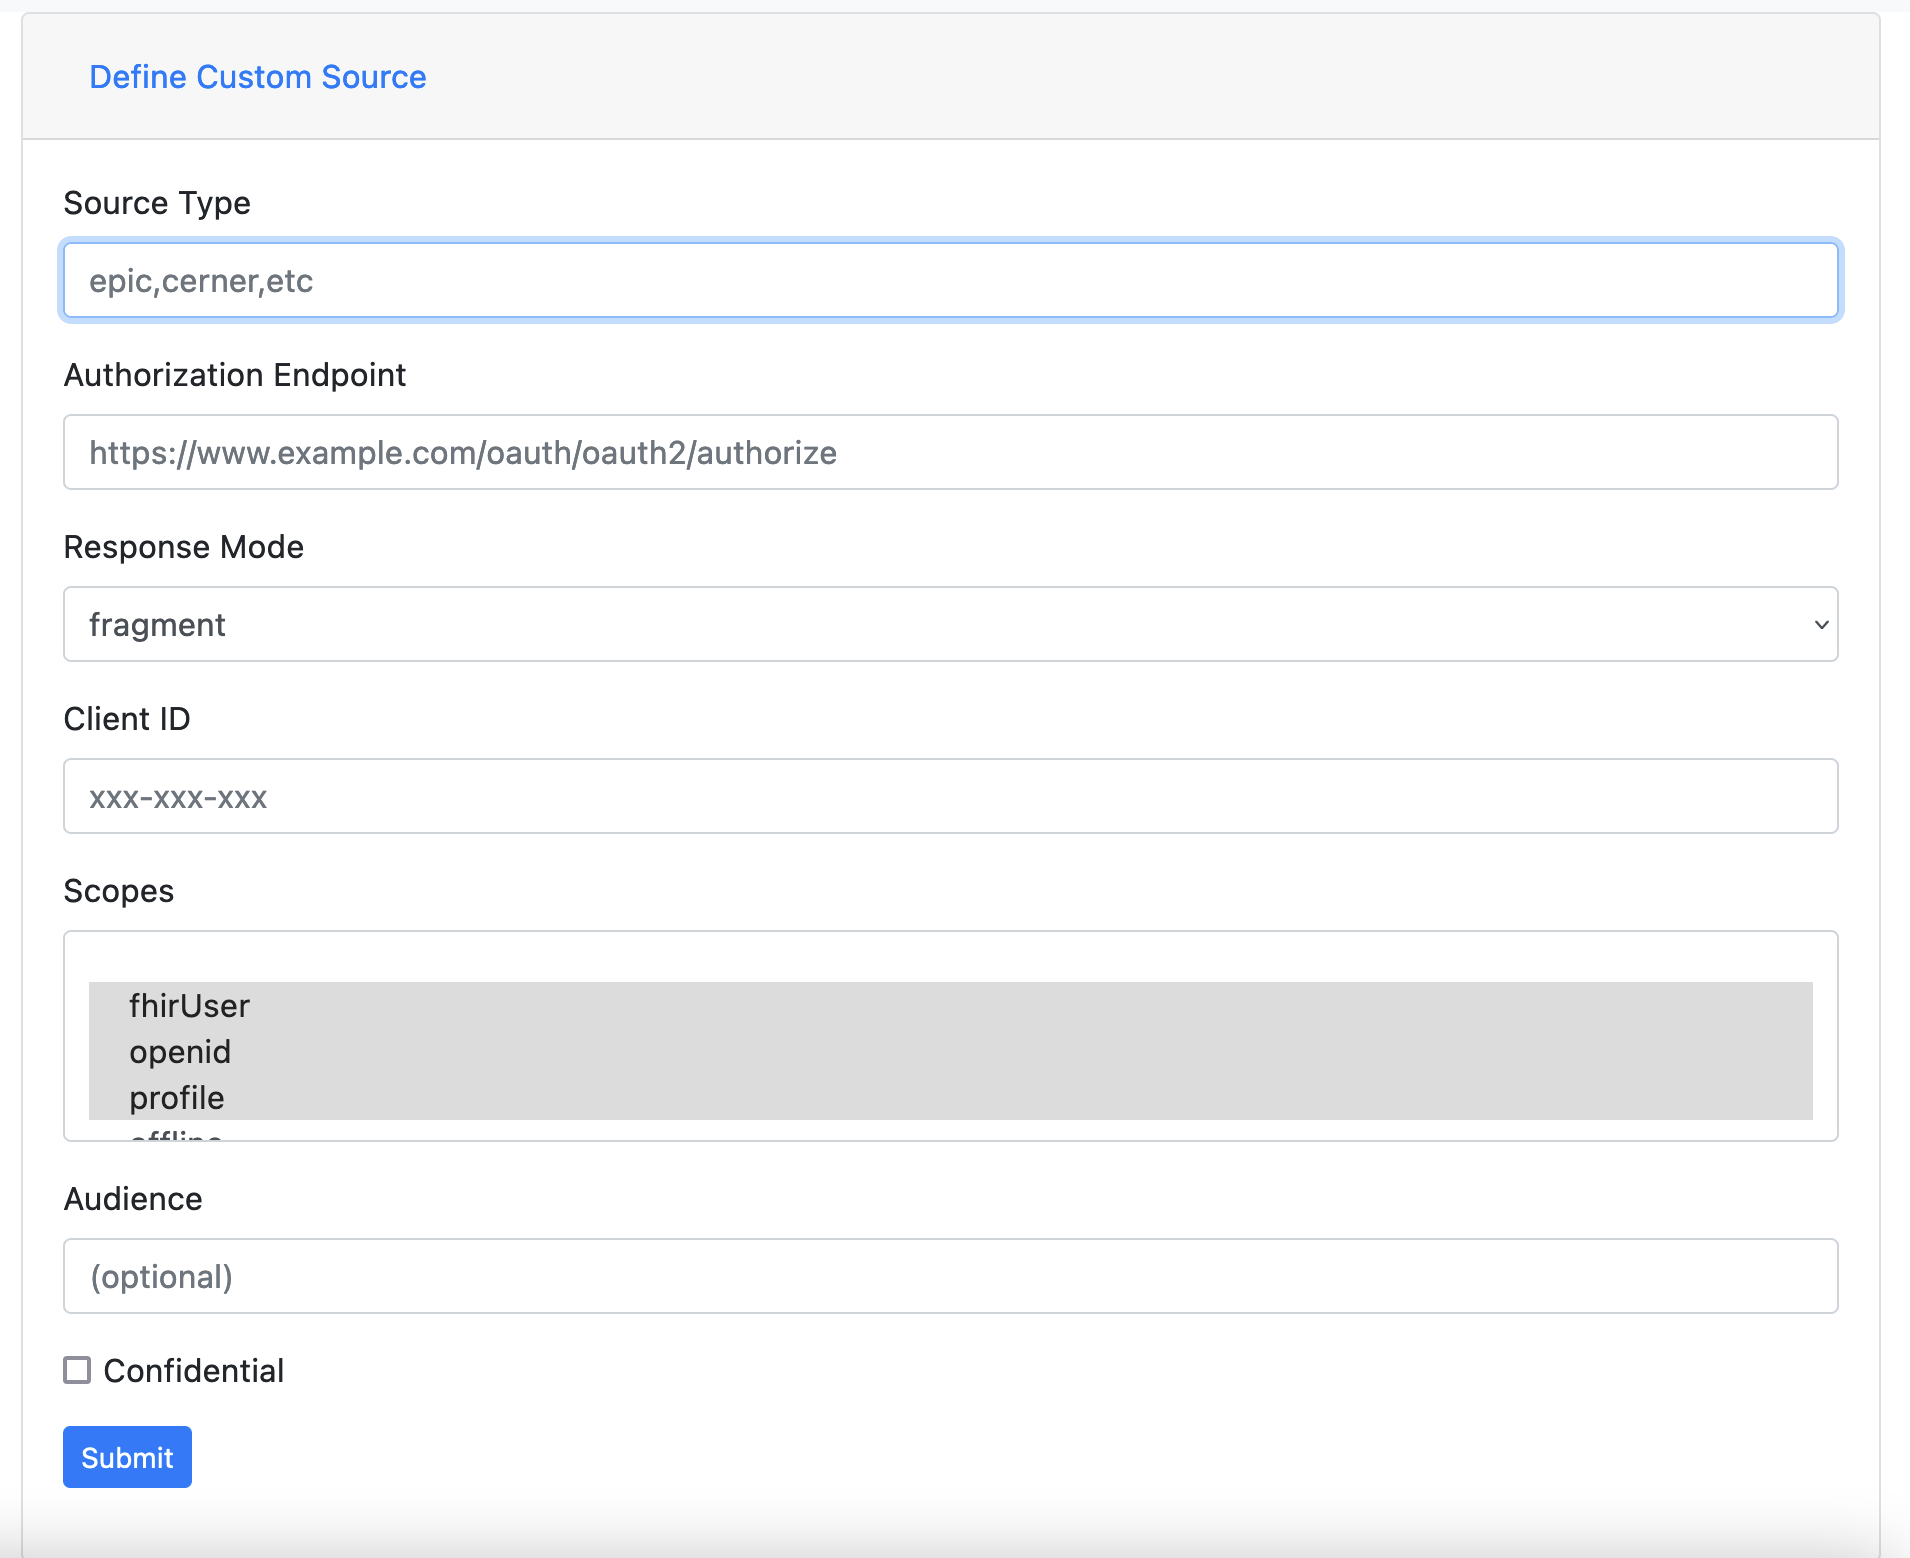 Define Custom Source
Source Type
epic,cerner,etc
Authorization Endpoint
https://www.example.com/oauth/oauth2/authorize
Response Mode
fragment
Client ID
xxx-xxx-xxx
Scopes
fhirUser
openid
profile
Audience
(optional)
Confidential
Submit